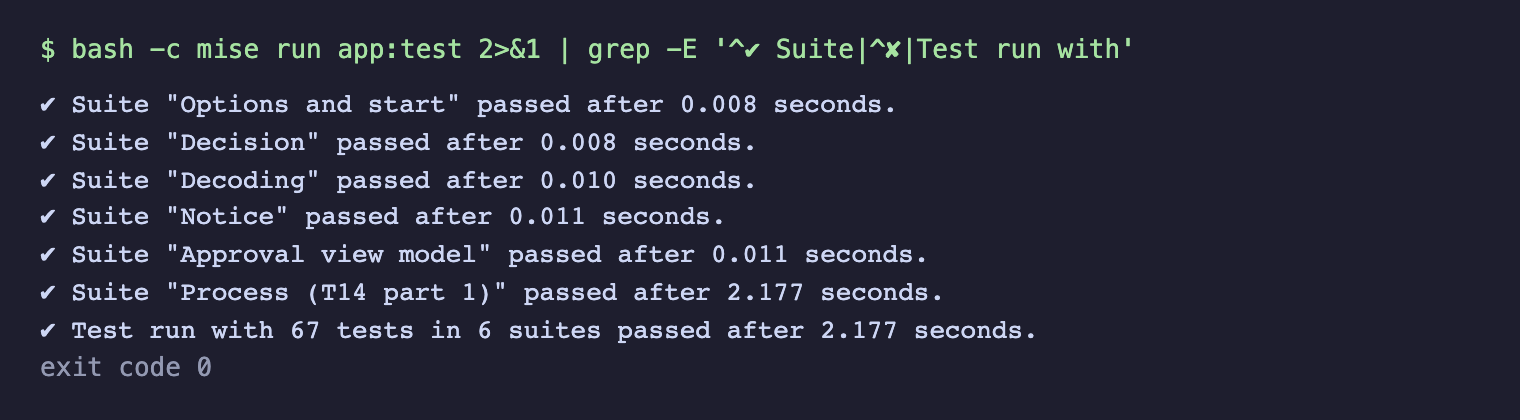 $ bash -c mise run app:test 2>&1 | grep -E '^✔ Suite|^✘|Test run with'
✔ Suite "Options and start" passed after 0.008 seconds.
✔ Suite "Decision" passed after 0.008 seconds.
✔ Suite "Decoding" passed after 0.010 seconds.
✔ Suite "Notice" passed after 0.011 seconds.
✔ Suite "Approval view model" passed after 0.011 seconds.
✔ Suite "Process (T14 part 1)" passed after 2.177 seconds.
✔ Test run with 67 tests in 6 suites passed after 2.177 seconds.
exit code 0